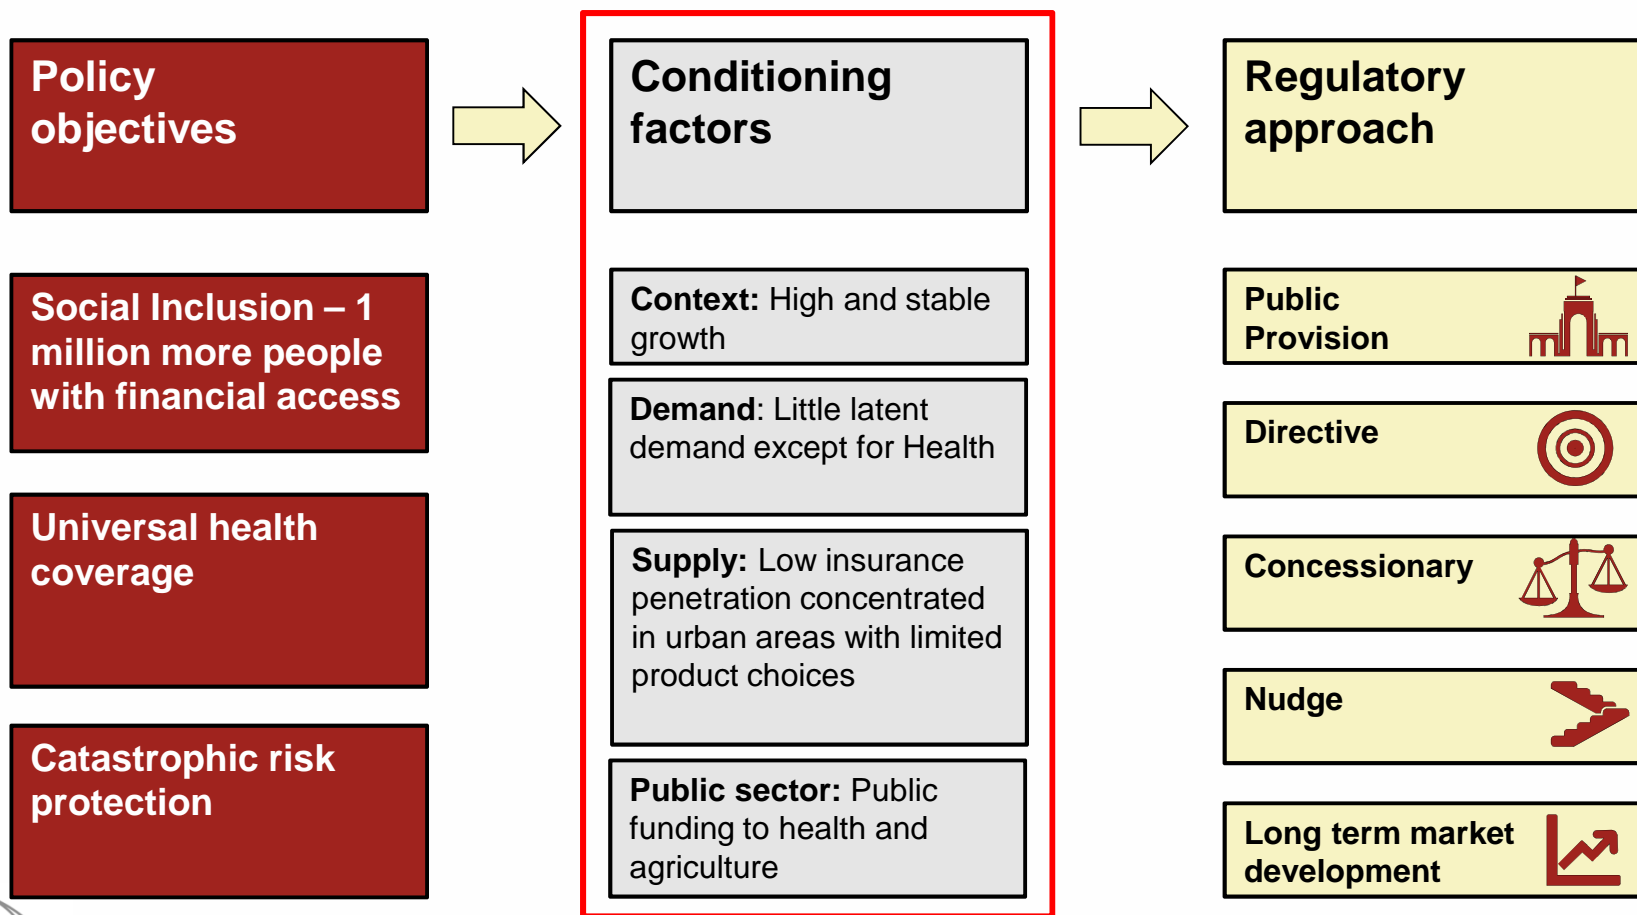 Policy
objectives
Conditioning
factors
Regulatory
approach
Social Inclusion – 1
million more people
with financial access
Universal health
coverage
Catastrophic risk
protection
Context: High and stable
growth
Demand: Little latent
demand except for Health
Supply: Low insurance
penetration concentrated
in urban areas with limited
product choices
Public sector: Public
funding to health and
agriculture
Public
Provision
Directive
Concessionary
Nudge
Long term market
development